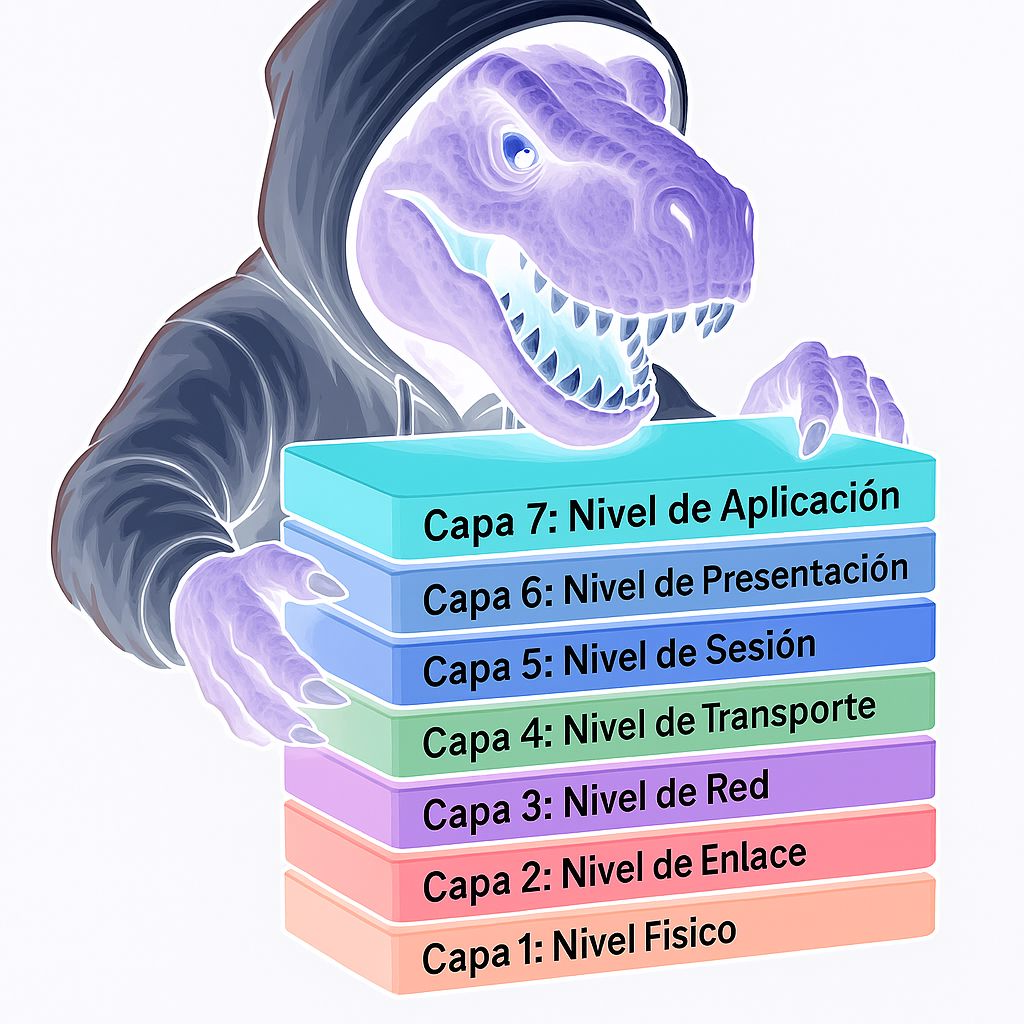 Capa 7: Nivel de Aplicación
Capa 6: Nivel de Presentación
Capa 5: Nivel de Sesión
Capa 4: Nivel de Transporte
Capa 3: Nivel de Red
Capa 2: Nivel de Enlace
Capa 1: Nivel Fisico